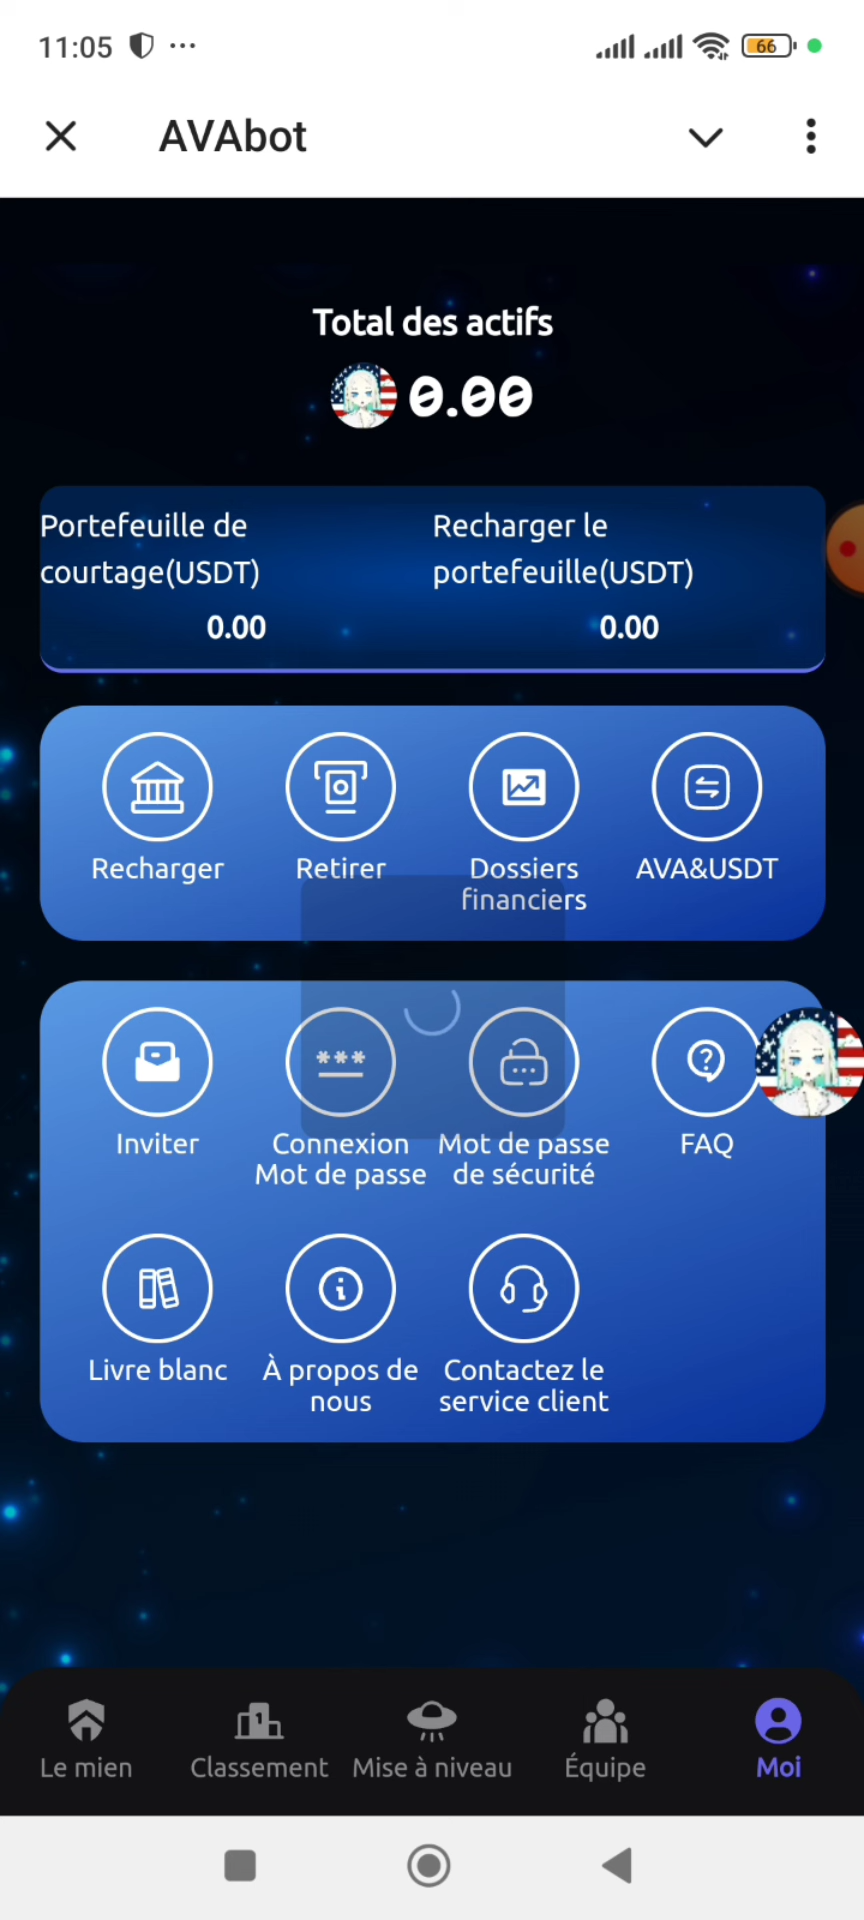 11:05
66
AVAbot
Total des actifs
0.00
Portefeuille de
courtage(USDT)
0.00
Recharger le
portefeuille(USDT)
0.00
Recharger
Retirer
Dossiers
financiers
AVA&USDT
Inviter
Connexion
Mot de passe
Mot de passe
de sécurité
FAQ
Livre blanc
À propos de
nous
Contactez le
service client
Le mien
Classement
Mise à niveau
Équipe
Moi